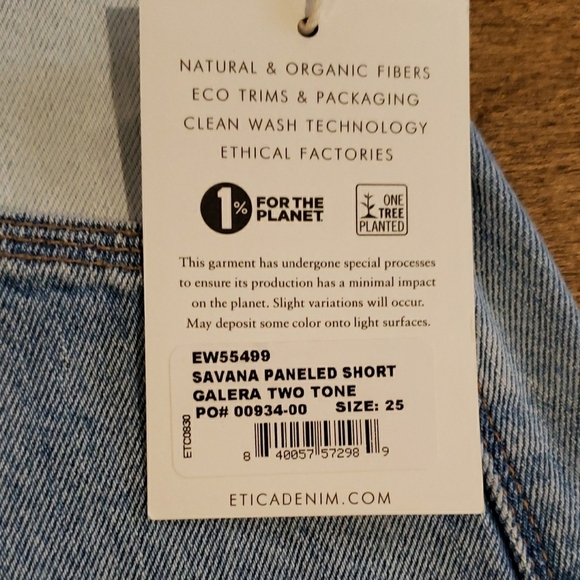 NATURAL & ORGANIC FIBERS
ECO TRIMS & PACKAGING
CLEAN WASH TECHNOLOGY
ETHICAL FACTORIES
1% FOR THE
PLANET
ONE
TREE
PLANTED
This garment has undergone special processes
to ensure its production has a minimal impact
on the planet. Slight variations will occur.
May deposit some color onto light surfaces.
EW55499
SAVANA PANELED SHORT
GALERA TWO TONE
PO# 00934-00 SIZE: 25
ETC0830
8 40057 57298 9
ETICADENIM.COM